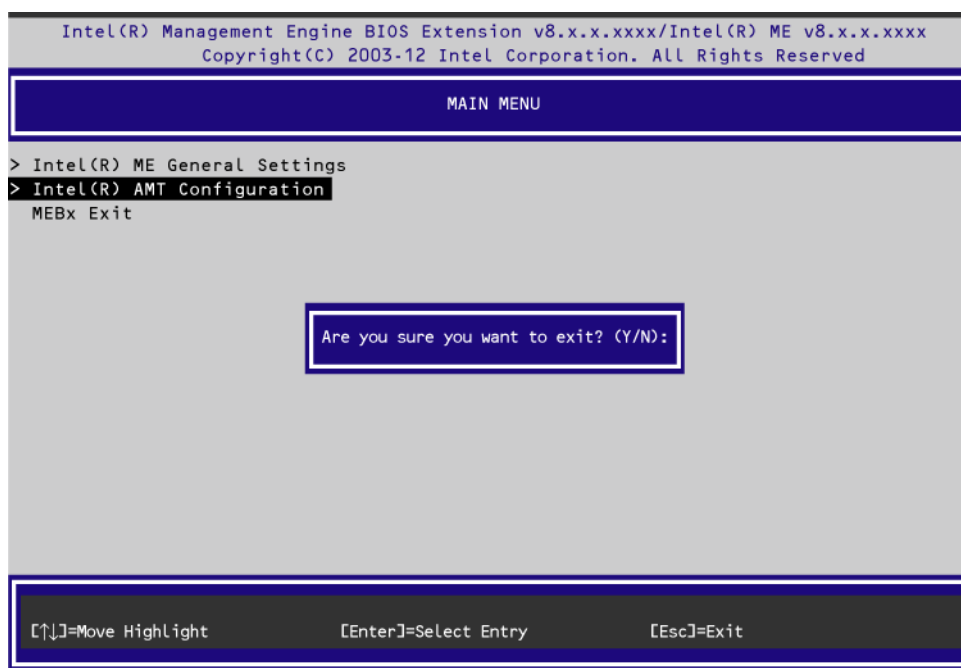 Intel(R) Management Engine BIOS Extension v8.x.x.xxxx/Intel(R) ME v8.x.x.xxxx
Copyright(C) 2003-12 Intel Corporation. All Rights Reserved
MAIN MENU
> Intel(R) ME General Settings
> Intel(R) AMT Configuration
MEBx Exit
Are you sure you want to exit? (Y/N):
[↑↓]=Move Highlight [Enter]=Select Entry [Esc]=Exit